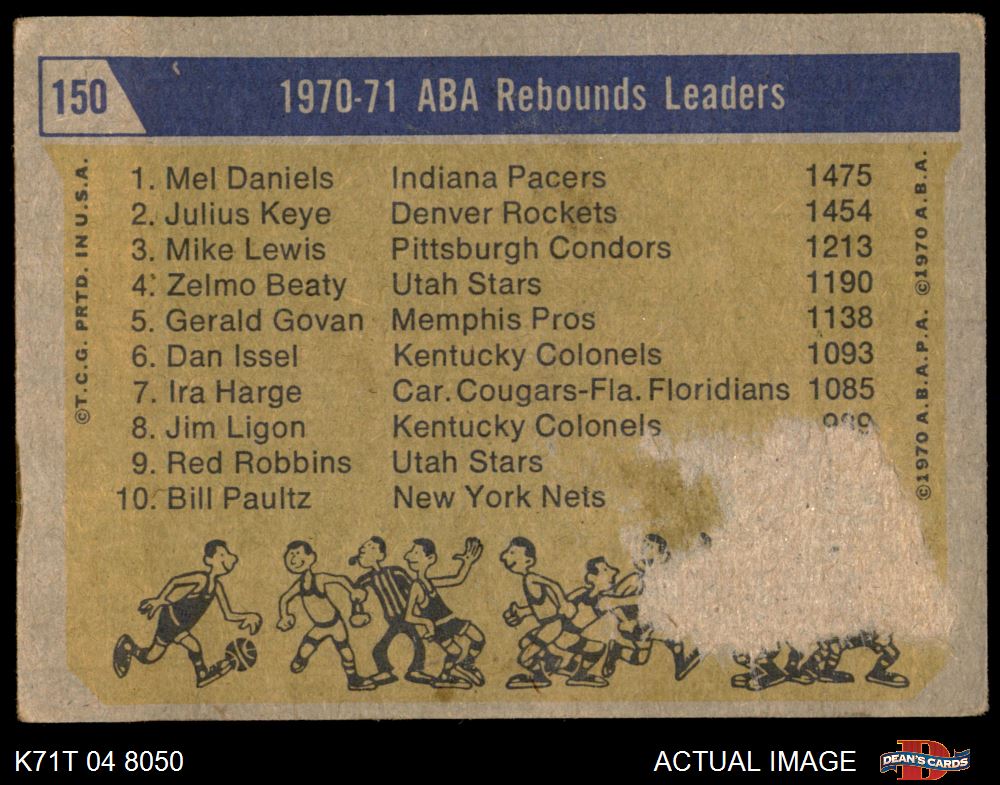 150 1970-71 ABA Rebounds Leaders
©T.C.G. PRTD. IN U.S.A.
1. Mel Daniels Indiana Pacers 1475
2. Julius Keye Denver Rockets 1454
3. Mike Lewis Pittsburgh Condors 1213
4. Zelmo Beaty Utah Stars 1190
5. Gerald Govan Memphis Pros 1138
6. Dan Issel Kentucky Colonels 1093
7. Ira Harge Car. Cougars-Fla. Floridians 1085
8. Jim Ligon Kentucky Colonels
9. Red Robbins Utah Stars
10. Bill Paultz New York Nets
©1970 A.B.A.P.A. ©1970 A.B.A.
K71T 04 8050 ACTUAL IMAGE DEAN'S CARDS